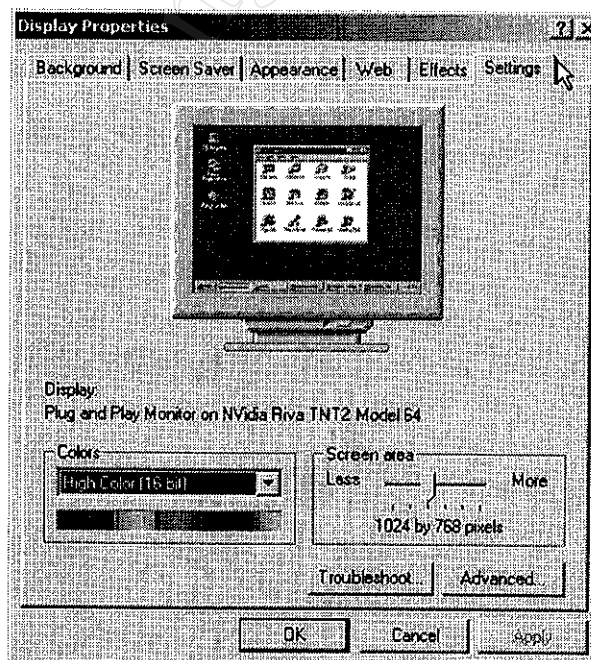 Display Properties
Background Screen Saver Appearance Web Effects Settings
Display:
Plug and Play Monitor on NVidia Riva TNT2 Model 64
Colors
High Color (16 bit)
Screen area
Less More
1024 by 768 pixels
Troubleshoot... Advanced...
OK Cancel Apply